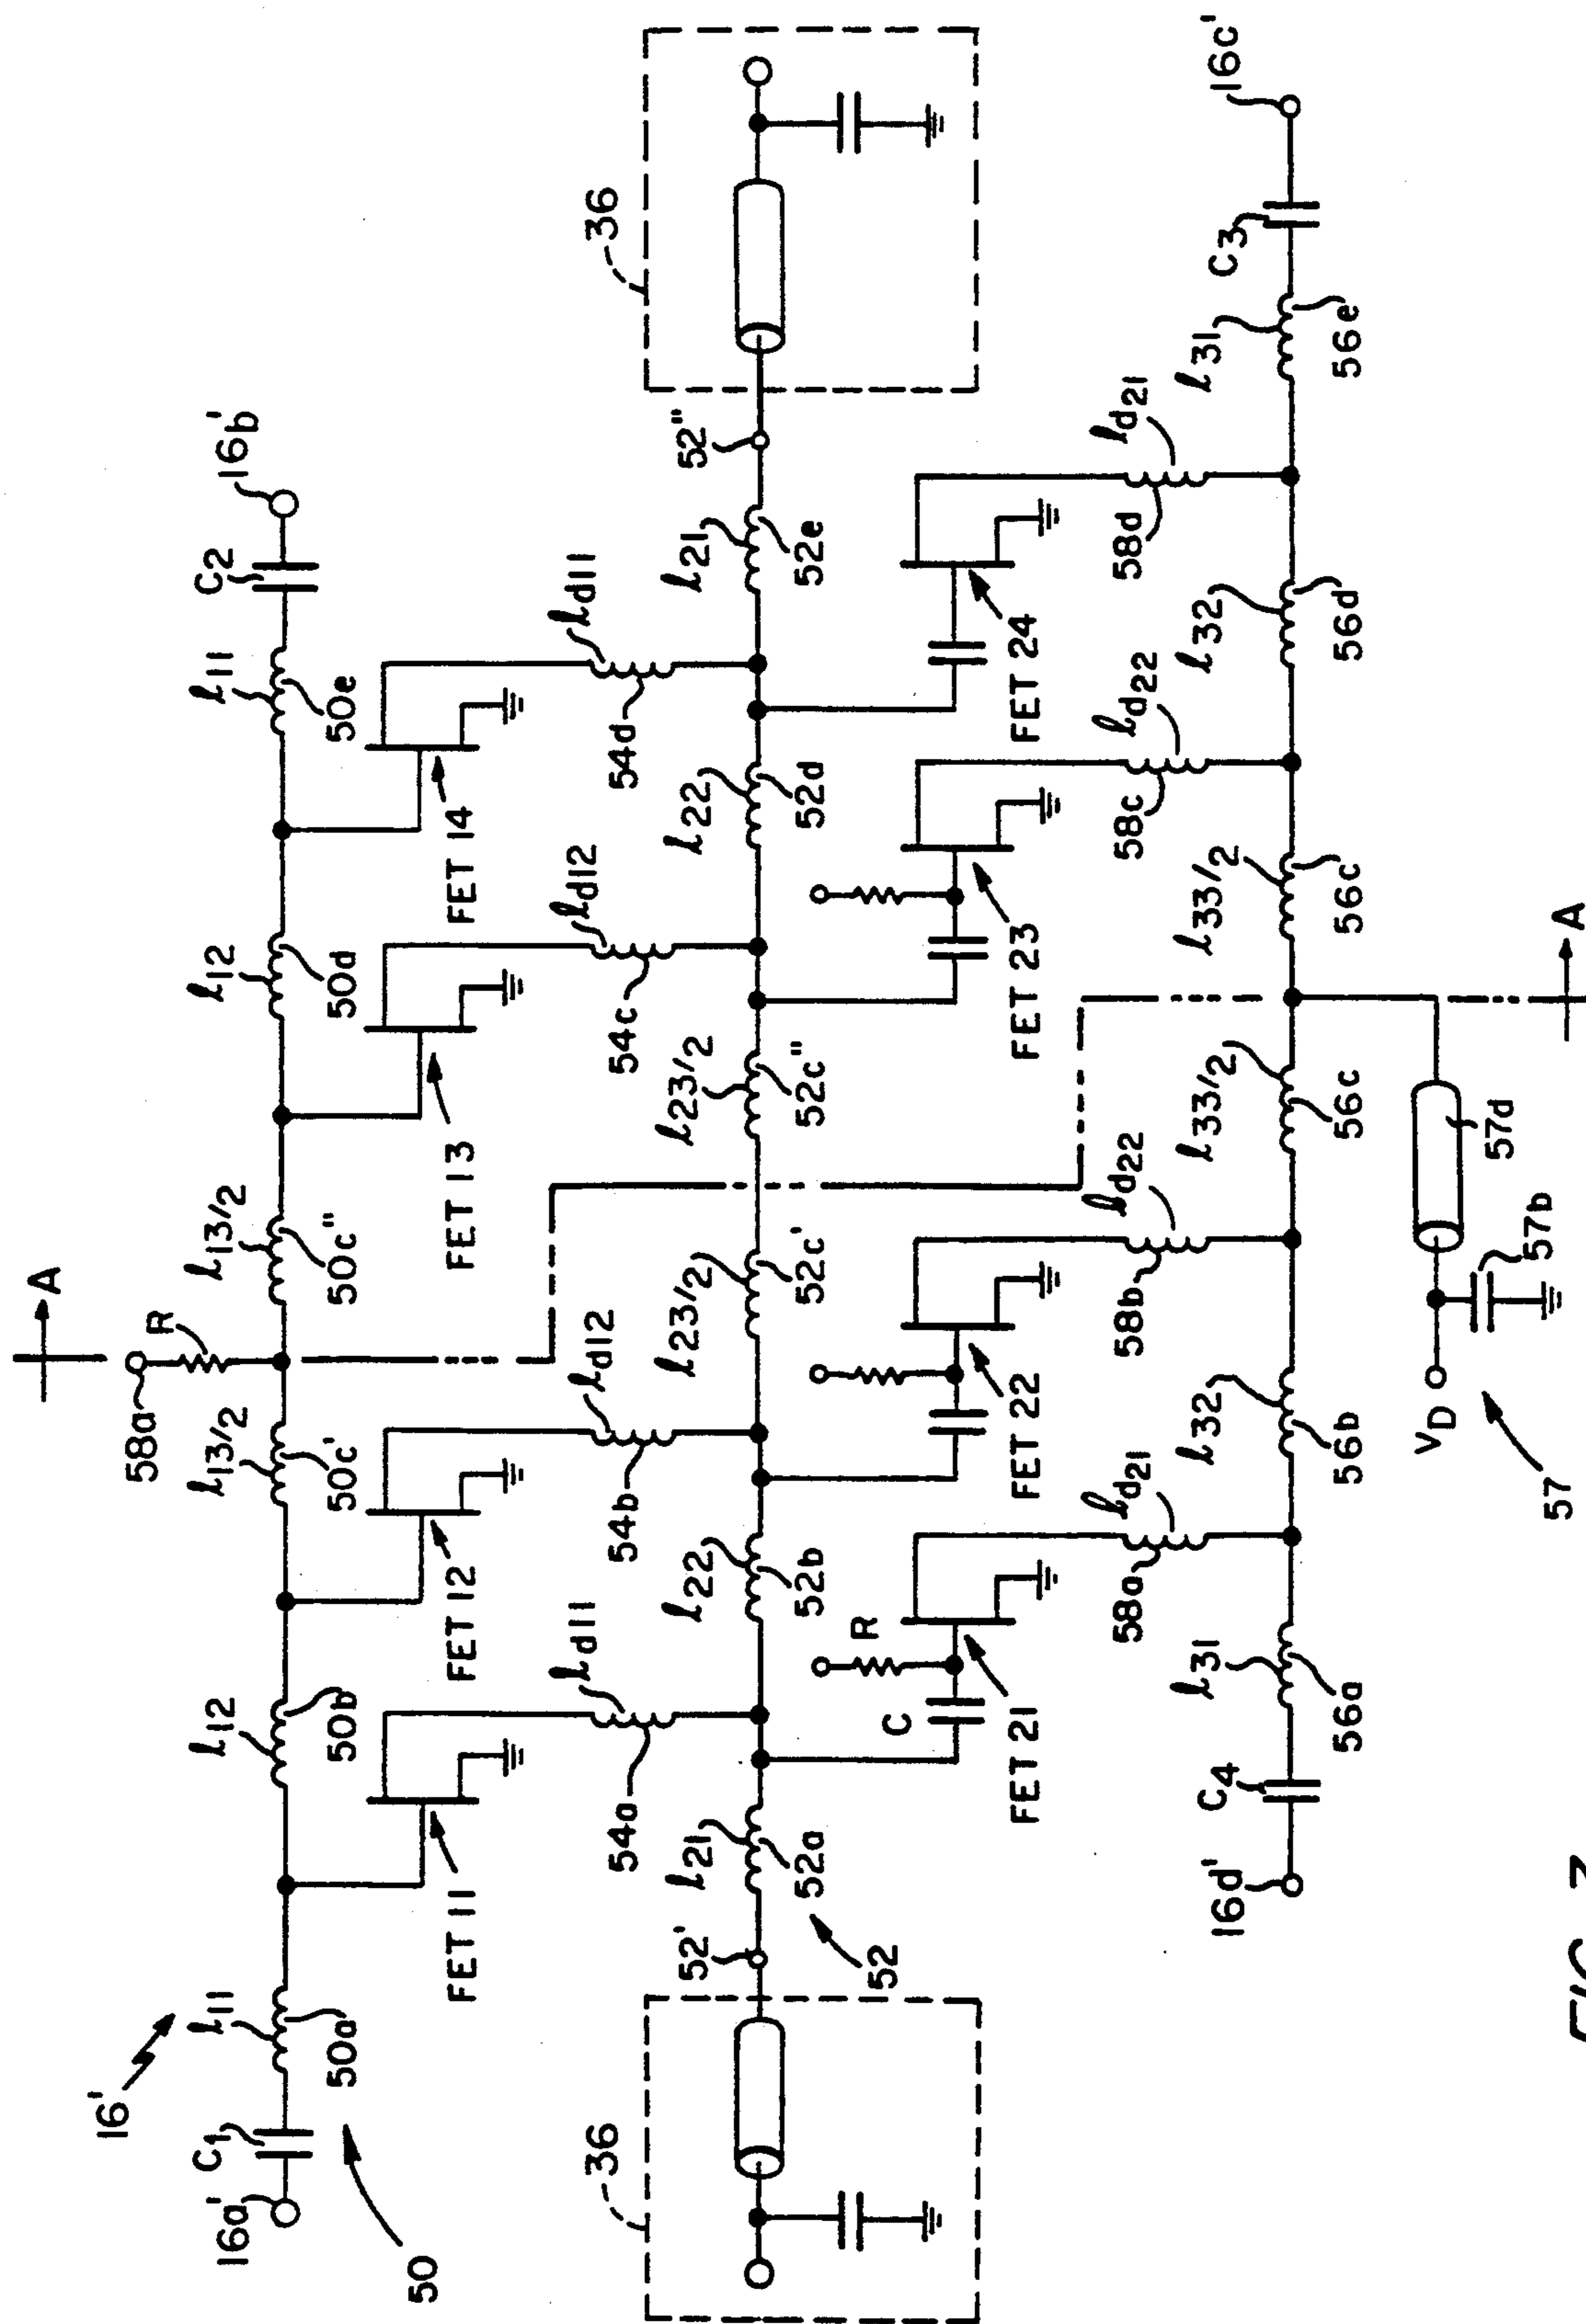 16'
A
58a
R
16a'
C1
l11
50a
l12
50b
l13/2
50c'
l13/2
50c"
l12
50d
l11
50e
C2
16b'
50
FET 11
FET 12
FET 13
FET 14
ld11
54a
ld12
54b
ld12
54c
ld11
54d
36
52'
l21
52a
l22
52b
l23/2
52c'
l23/2
52c"
l22
52d
l21
52e
52"
36
52
C
R
FET 21
FET 22
FET 23
FET 24
ld21
58a
ld22
58b
ld22
58c
ld21
58d
16d'
C4
l31
56a
l32
56b
l33/2
56c
l33/2
56c
l32
56d
l31
56e
C3
16c'
VD
57b
57d
57
A